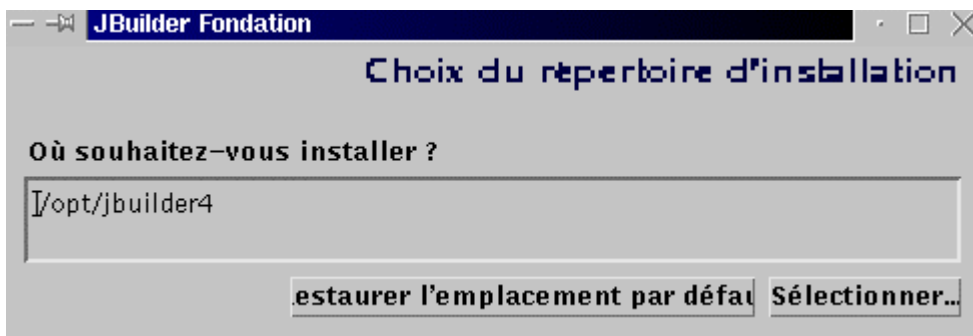 JBuilder Fondation
Choix du répertoire d'installation
Où souhaitez-vous installer ?
/opt/jbuilder4
.estaurer l'emplacement par défau Sélectionner...